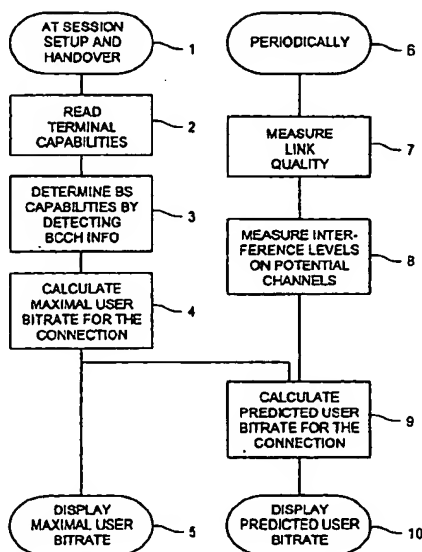 AT SESSION
SETUP AND
HANDOVER
1
READ
TERMINAL
CAPABILITIES
2
DETERMINE BS
CAPABILITIES BY
DETECTING
BCCH INFO
3
CALCULATE
MAXIMAL USER
BITRATE FOR THE
CONNECTION
4
DISPLAY
MAXIMAL USER
BITRATE
5
PERIODICALLY
6
MEASURE
LINK
QUALITY
7
MEASURE INTER-
FERENCE LEVELS
ON POTENTIAL
CHANNELS
8
CALCULATE
PREDICTED USER
BITRATE FOR THE
CONNECTION
9
DISPLAY
PREDICTED USER
BITRATE
10